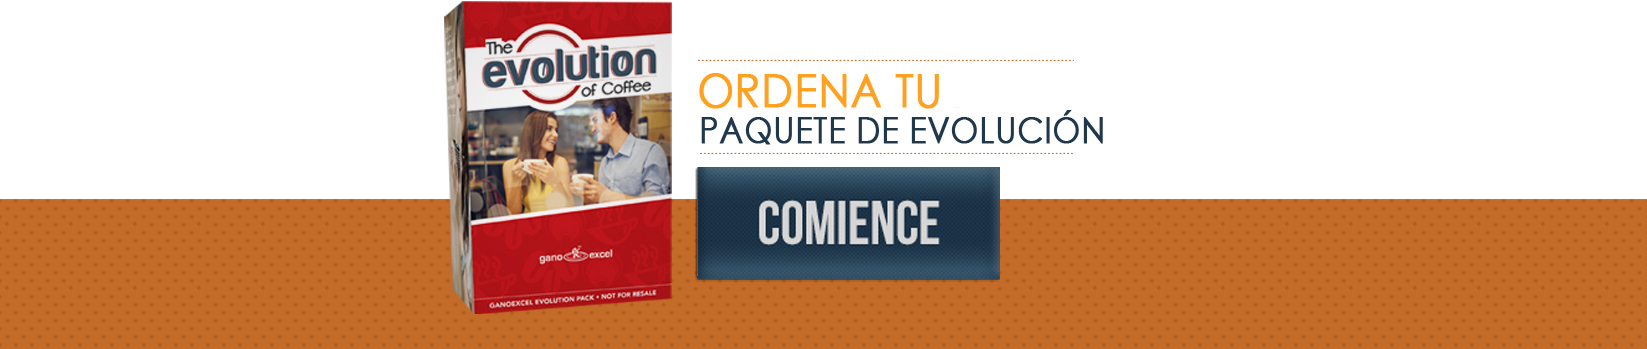 The
evolution
of Coffee
gano excel
GANOEXCEL EVOLUTION PACK • NOT FOR RESALE
ORDENA TU
PAQUETE DE EVOLUCIÓN
COMIENCE